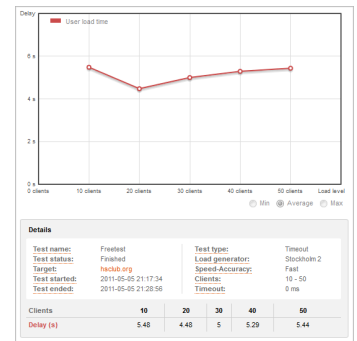 Delay
User load time
6 s
4 s
2 s
0 s
0 clients 10 clients 20 clients 30 clients 40 clients 50 clients Load level
Min Average Max
Details
Test name: Freetest Test type: Timeout
Test status: Finished Load generator: Stockholm 2
Target: hsclub.org Speed-Accuracy: Fast
Test started: 2011-05-05 21:17:34 Clients: 10 - 50
Test ended: 2011-05-05 21:28:56 Timeout: 0 ms
Clients 10 20 30 40 50
Delay (s) 5.48 4.48 5 5.29 5.44